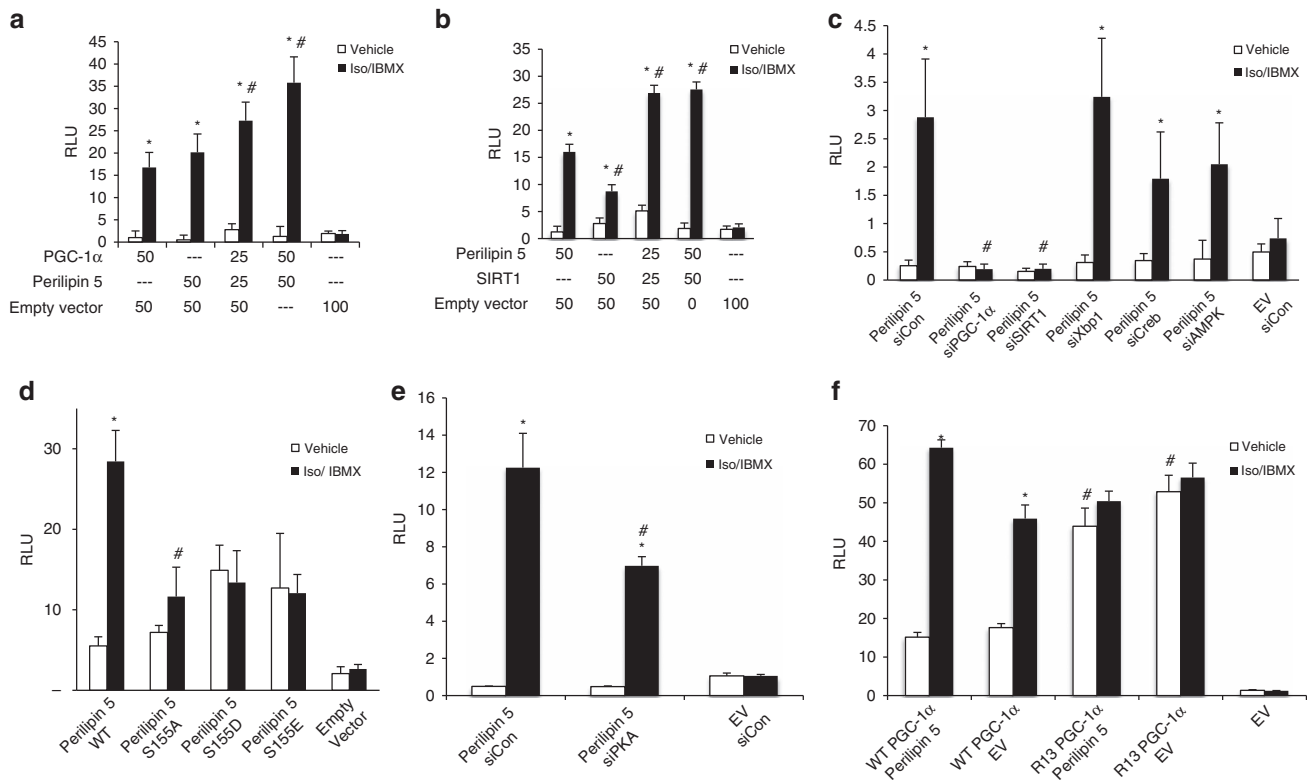 a
45
40
35
30
25
20
15
10
5
0
RLU
Vehicle
Iso/IBMX
*
*
* #
* #
PGC-1α 50 --- 25 50 ---
Perilipin 5 --- 50 25 50 ---
Empty vector 50 50 50 --- 100
b
35
30
25
20
15
10
5
0
RLU
Vehicle
Iso/IBMX
*
* #
* #
* #
Perilipin 5 50 --- 25 50 ---
SIRT1 --- 50 25 50 ---
Empty vector 50 50 50 0 100
c
4.5
4
3.5
3
2.5
2
1.5
1
0.5
0
RLU
Vehicle
Iso/IBMX
*
#
#
*
*
*
Perilipin 5
siCon
Perilipin 5
siPGC-1α
Perilipin 5
siSIRT1
Perilipin 5
siXbp1
Perilipin 5
siCreb
Perilipin 5
siAMPK
EV
siCon
d
30
20
10
–
RLU
Vehicle
Iso/ IBMX
*
#
Perilipin 5
WT
Perilipin 5
S155A
Perilipin 5
S155D
Perilipin 5
S155E
Empty
Vector
e
16
14
12
10
8
6
4
2
0
RLU
Vehicle
Iso/IBMX
*
#
*
Perilipin 5
siCon
Perilipin 5
siPKA
EV
siCon
f
70
60
50
40
30
20
10
0
RLU
Vehicle
Iso/IBMX
*
*
#
#
WT PGC-1α
Perilipin 5
WT PGC-1α
EV
R13 PGC-1α
Perilipin 5
R13 PGC-1α
EV
EV